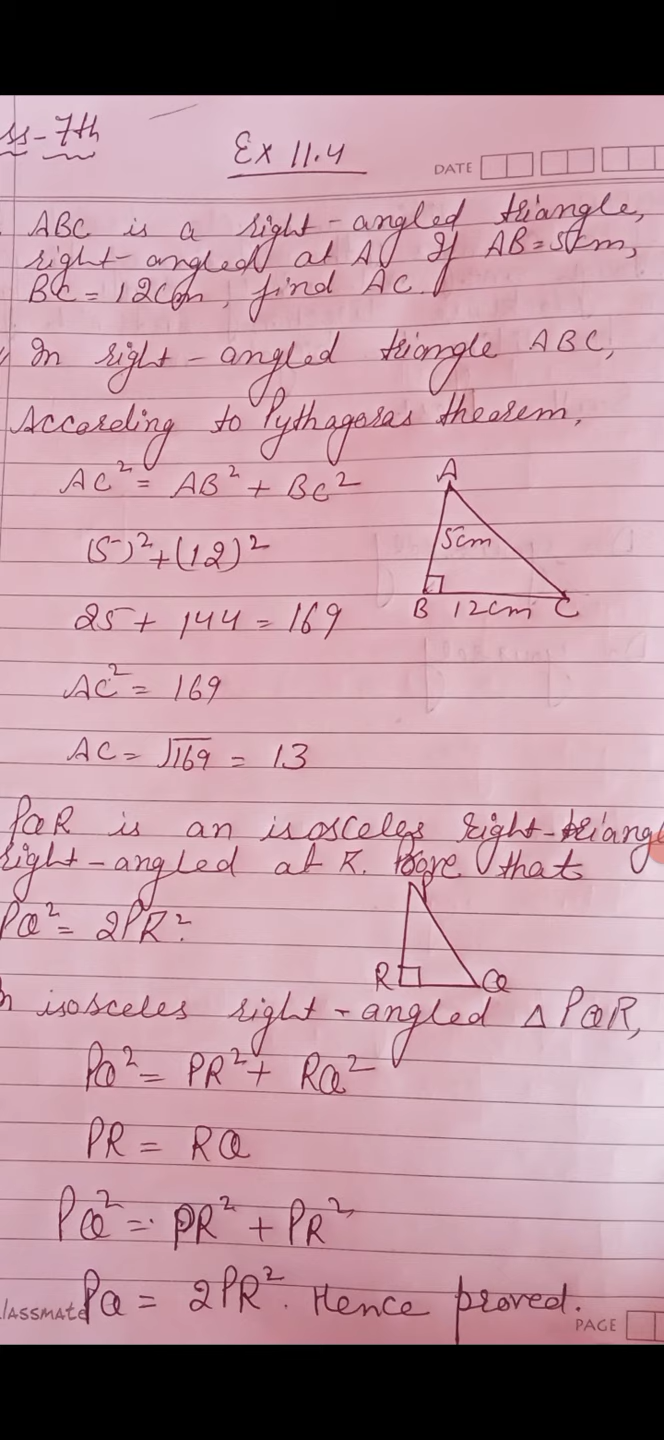 ss-7th
Ex 11.4
DATE
ABC is a right-angled triangle,
right-angled at A. If AB=5cm,
BC = 12cm, find AC.
In right-angled triangle ABC,
According to Pythagoras theorem,
AC² = AB² + BC²
A
(5)²+(12)²
5cm
B 12cm C
25 + 144 = 169
AC² = 169
AC = √169 = 13
PQR is an isosceles right-triang
right-angled at R. Prove that
PQ² = 2PR².
P
R Q
n isosceles right-angled Δ PQR,
PQ² = PR² + RQ²
PR = RQ
PQ² = PR² + PR²
PQ = 2PR². Hence proved.
lassmate
PAGE